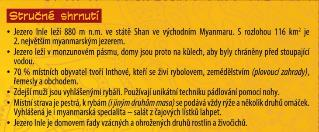 Stručné shrnutí
- Jezero Inle leží 880 m n.m. ve státě Shan ve východním Myanmaru. S rozlohou 116 km² je
2. největším myanmarským jezerem.
- Jezero leží v monzunovém pásmu, domy jsou proto na kůlech, aby byly chráněny před stoupající
vodou.
- 70 % místních obyvatel tvoří Inthové, kteří se živí rybolovem, zemědělstvím (plovoucí zahrady),
řemesly a obchodem.
- Zdejší muži jsou vyhlášenými rybáři. Používají unikátní techniku pádlování pomocí nohy.
- Místní strava je pestrá, k rybám (i jiným druhům masa) se podává vždy rýže a několik druhů omáček.
Vyhlášená je i myanmarská specialita – salát z čajových lístků lahpet.
- Jezero Inle je domovem řady vzácných a ohrožených druhů rostlin a živočichů.